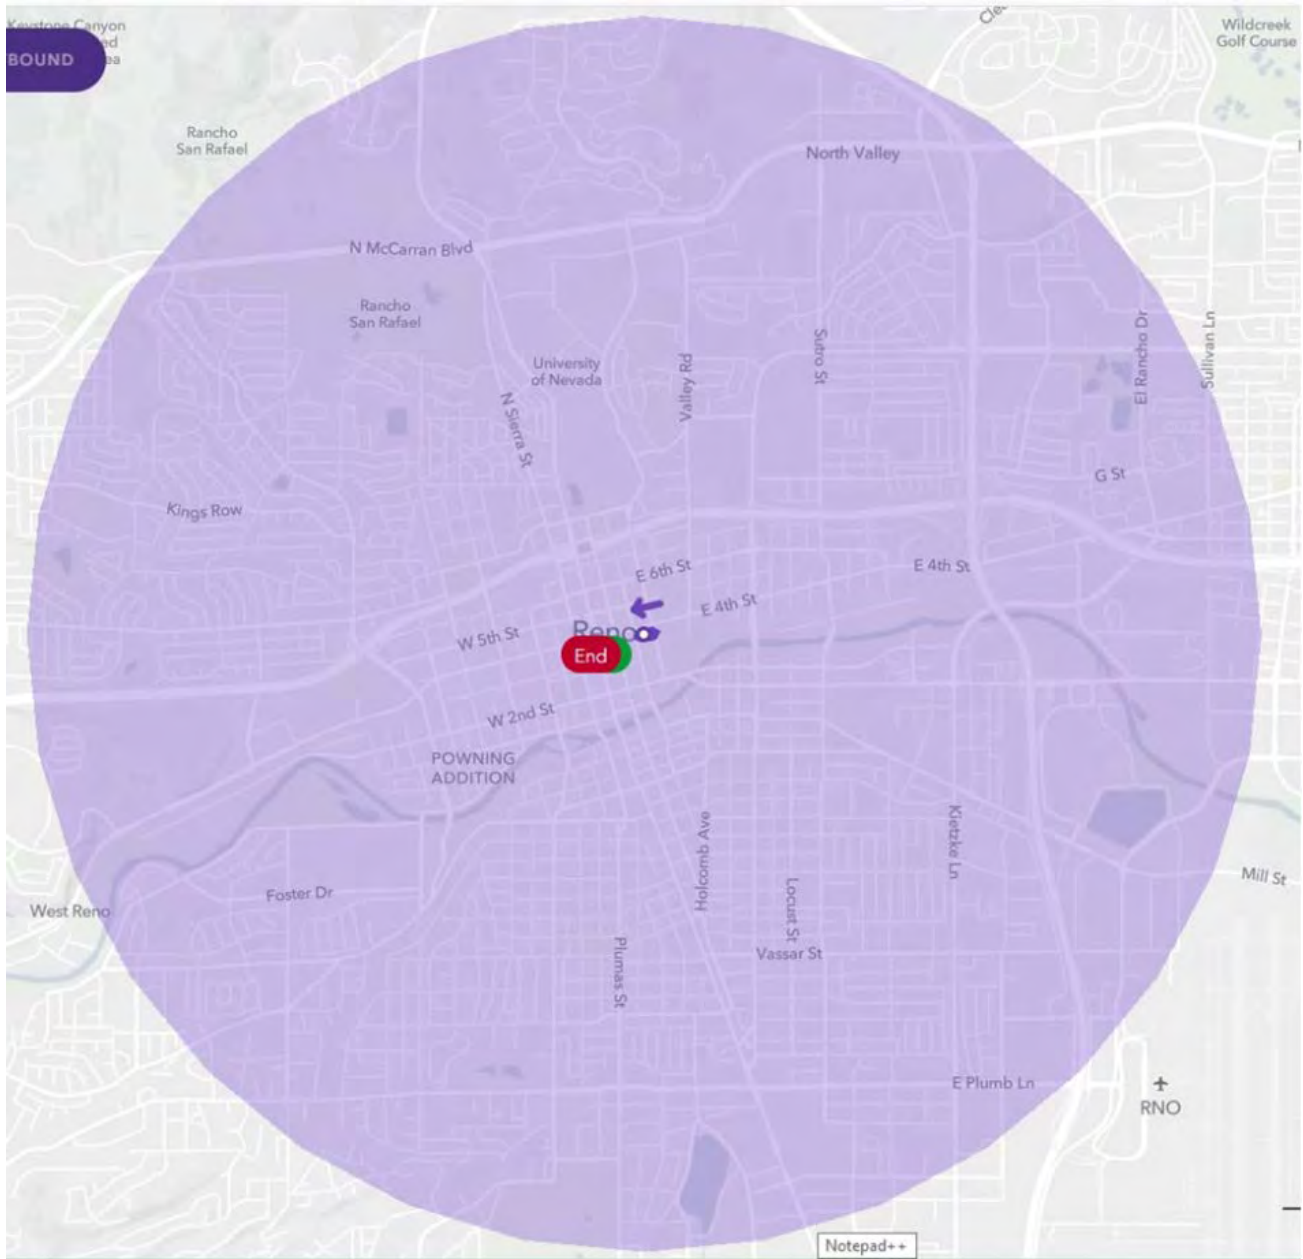 Keystone Canyon
BOUND
Cle
Wildcreek
Golf Course
Rancho
San Rafael
North Valley
N McCarran Blvd
Rancho
San Rafael
University
of Nevada
Valley Rd
Sutro St
El Rancho Dr
Sullivan Ln
N Sierra St
G St
Kings Row
E 6th St
E 4th St
E 4th St
Reno
W 5th St
End
W 2nd St
POWNING
ADDITION
Holcomb Ave
Kietzke Ln
Mill St
Foster Dr
Locust St
West Reno
Plumas St
Vassar St
E Plumb Ln
RNO
Notepad++